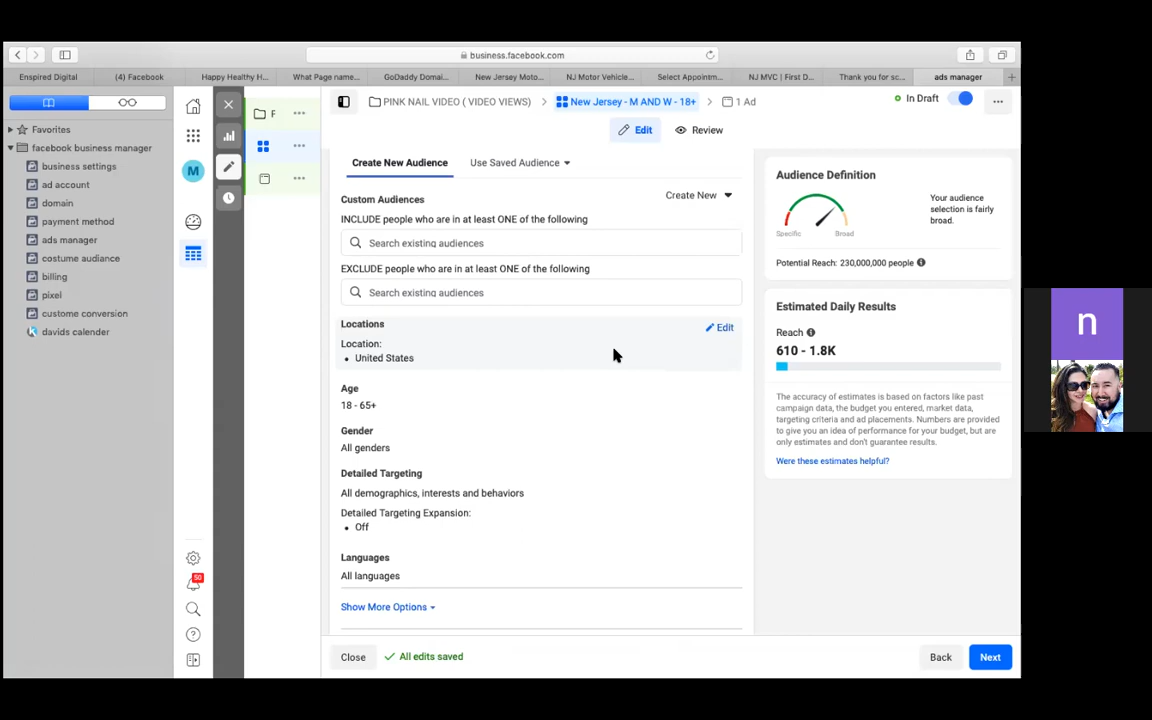 business.facebook.com
Enspired Digital
(4) Facebook
Happy Healthy H...
What Page name...
GoDaddy Domai...
New Jersey Moto...
NJ Motor Vehicle...
Select Appointm...
NJ MVC | First D...
Thank you for sc...
ads manager
Favorites
facebook business manager
business settings
ad account
domain
payment method
ads manager
costume audiance
billing
pixel
custome conversion
davids calender
M
50
F
PINK NAIL VIDEO ( VIDEO VIEWS)
New Jersey - M AND W - 18+
1 Ad
In Draft
Edit
Review
Create New Audience
Use Saved Audience
Custom Audiences
Create New
INCLUDE people who are in at least ONE of the following
Search existing audiences
EXCLUDE people who are in at least ONE of the following
Search existing audiences
Locations
Edit
Location:
• United States
Age
18 - 65+
Gender
All genders
Detailed Targeting
All demographics, interests and behaviors
Detailed Targeting Expansion:
• Off
Languages
All languages
Show More Options
Close
All edits saved
Back
Next
Audience Definition
Your audience
selection is fairly
broad.
Specific
Broad
Potential Reach: 230,000,000 people
Estimated Daily Results
Reach
610 - 1.8K
The accuracy of estimates is based on factors like past
campaign data, the budget you entered, market data,
targeting criteria and ad placements. Numbers are provided
to give you an idea of performance for your budget, but are
only estimates and don't guarantee results.
Were these estimates helpful?
n